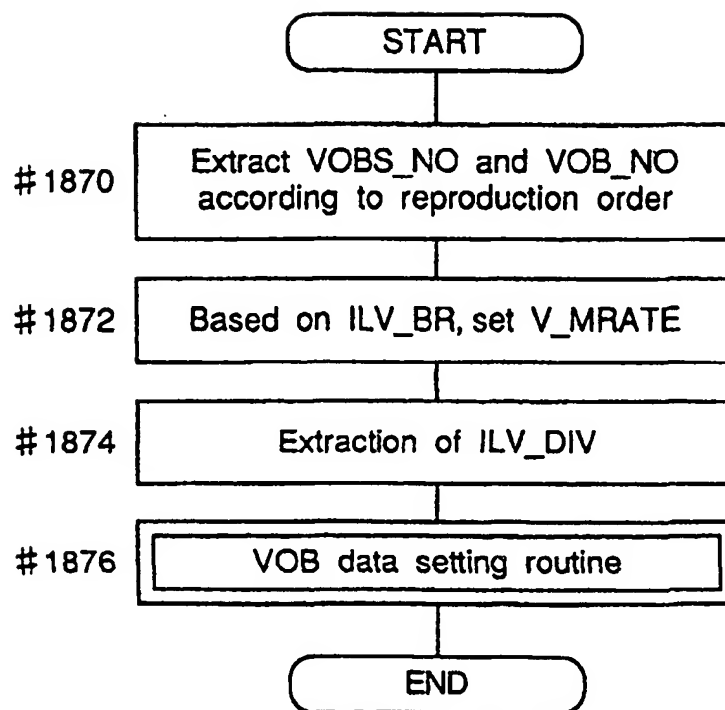 START
#1870
Extract VOBS_NO and VOB_NO
according to reproduction order
#1872
Based on ILV_BR, set V_MRATE
#1874
Extraction of ILV_DIV
#1876
VOB data setting routine
END